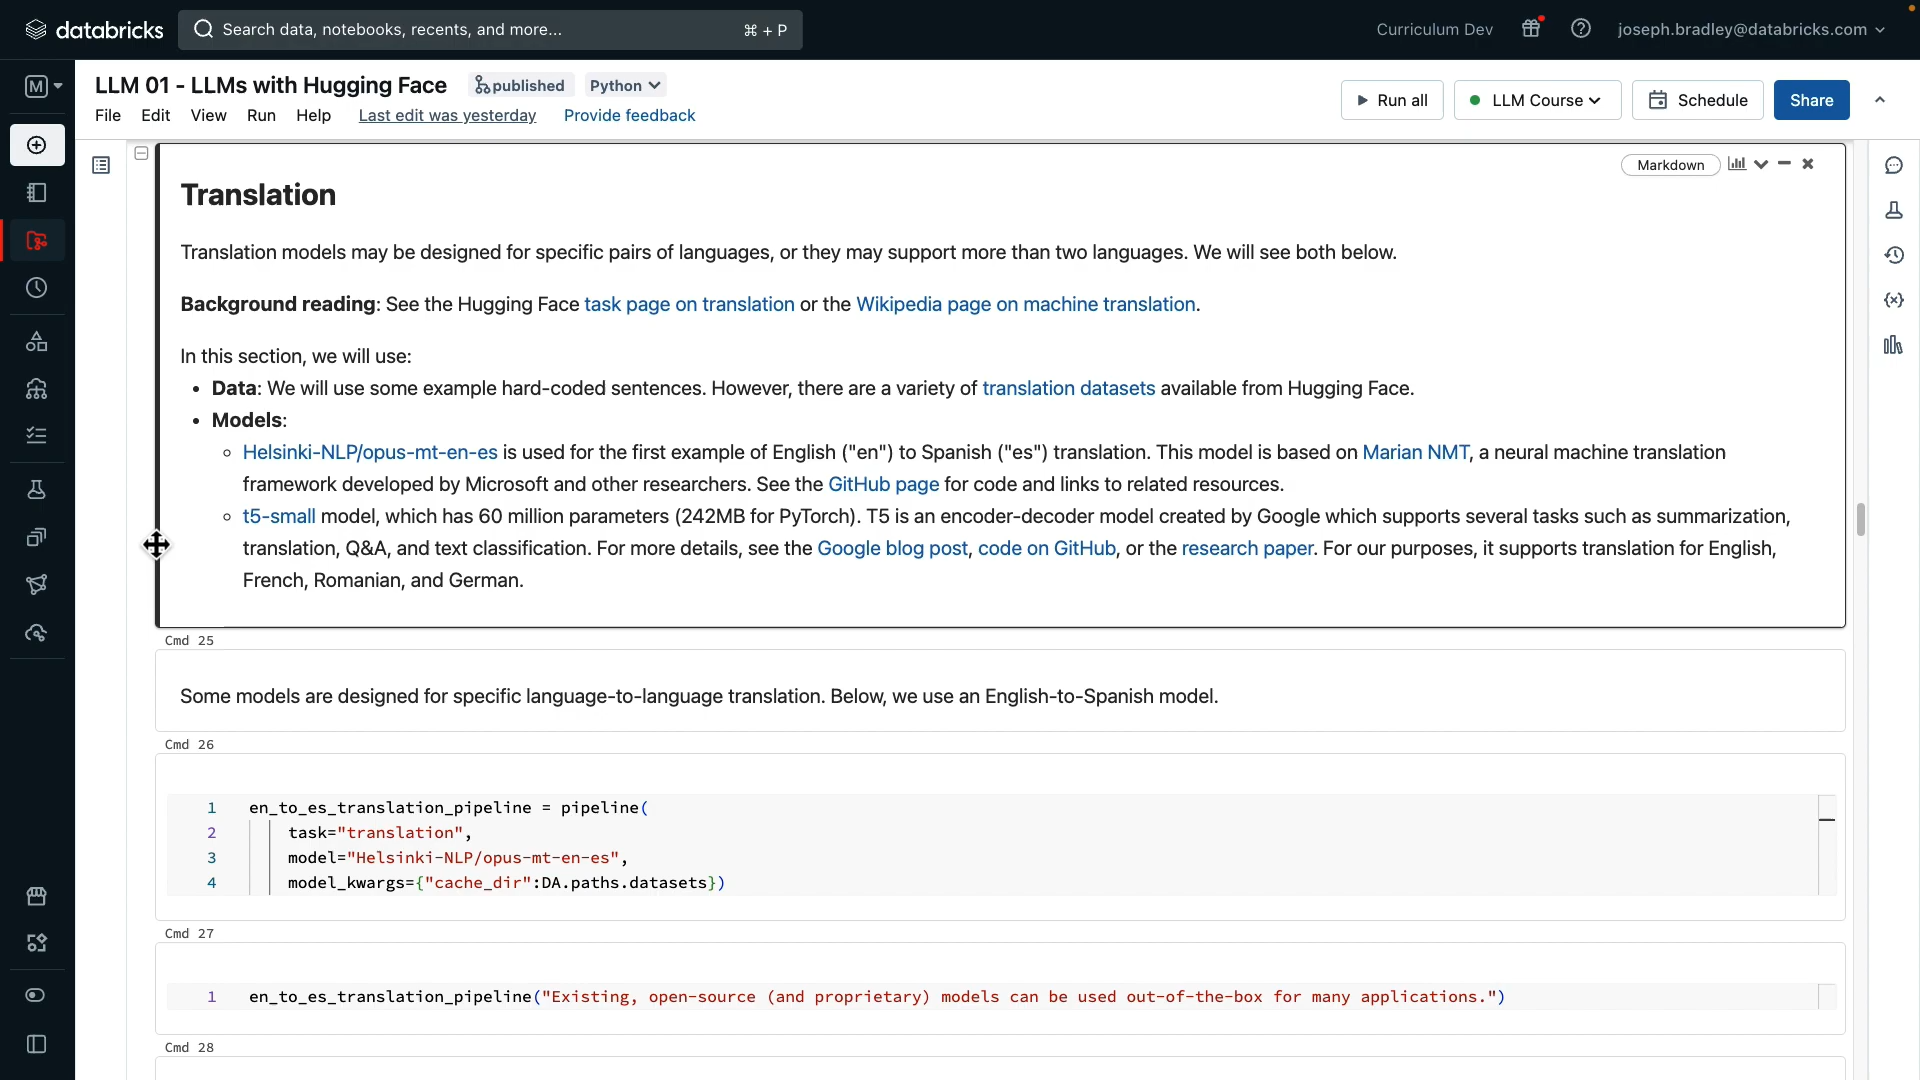 databricks
Search data, notebooks, recents, and more...
⌘ + P
Curriculum Dev
joseph.bradley@databricks.com
M
LLM 01 - LLMs with Hugging Face
published
Python
File Edit View Run Help Last edit was yesterday Provide feedback
Run all
LLM Course
Schedule
Share
Markdown
Translation
Translation models may be designed for specific pairs of languages, or they may support more than two languages. We will see both below.
Background reading: See the Hugging Face task page on translation or the Wikipedia page on machine translation.
In this section, we will use:
• Data: We will use some example hard-coded sentences. However, there are a variety of translation datasets available from Hugging Face.
• Models:
◦ Helsinki-NLP/opus-mt-en-es is used for the first example of English ("en") to Spanish ("es") translation. This model is based on Marian NMT, a neural machine translation
framework developed by Microsoft and other researchers. See the GitHub page for code and links to related resources.
◦ t5-small model, which has 60 million parameters (242MB for PyTorch). T5 is an encoder-decoder model created by Google which supports several tasks such as summarization,
translation, Q&A, and text classification. For more details, see the Google blog post, code on GitHub, or the research paper. For our purposes, it supports translation for English,
French, Romanian, and German.
Cmd 25
Some models are designed for specific language-to-language translation. Below, we use an English-to-Spanish model.
Cmd 26
1 en_to_es_translation_pipeline = pipeline(
2 task="translation",
3 model="Helsinki-NLP/opus-mt-en-es",
4 model_kwargs={"cache_dir":DA.paths.datasets})
Cmd 27
1 en_to_es_translation_pipeline("Existing, open-source (and proprietary) models can be used out-of-the-box for many applications.")
Cmd 28